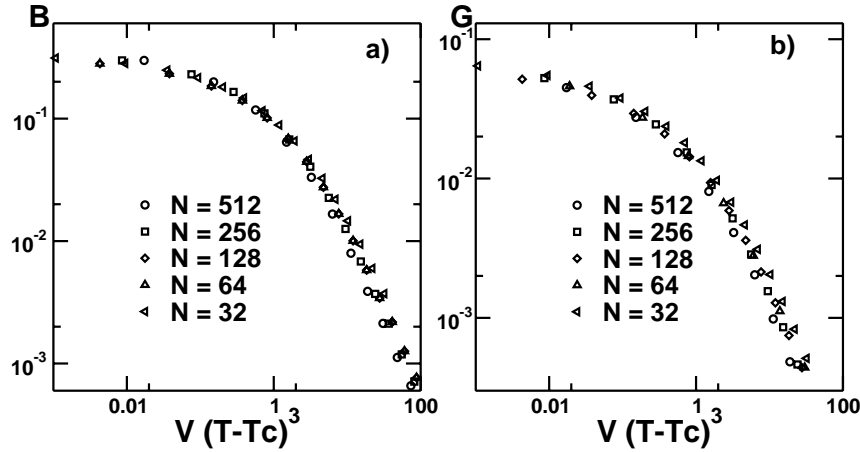 B
a)
10⁻¹
10⁻²
10⁻³
N = 512
N = 256
N = 128
N = 64
N = 32
0.01
1
100
V (T-Tc)³
G
b)
10⁻¹
10⁻²
10⁻³
N = 512
N = 256
N = 128
N = 64
N = 32
0.01
1
100
V (T-Tc)³